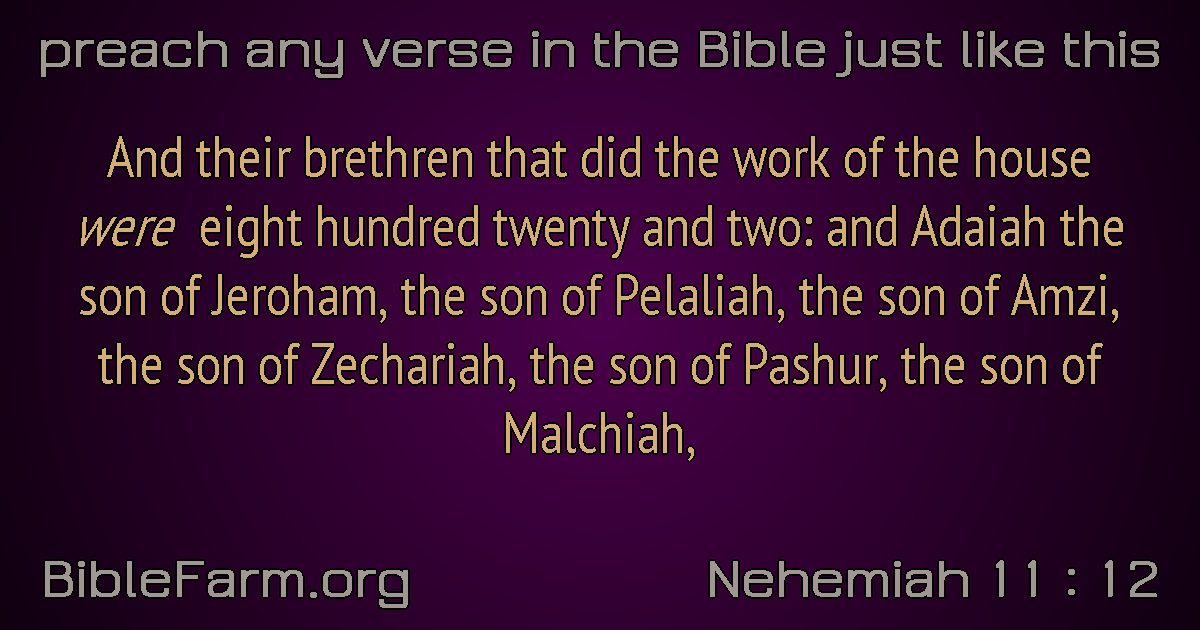 preach any verse in the Bible just like this
And their brethren that did the work of the house
were eight hundred twenty and two: and Adaiah the
son of Jeroham, the son of Pelaliah, the son of Amzi,
the son of Zechariah, the son of Pashur, the son of
Malchiah,
BibleFarm.org
Nehemiah 11 : 12